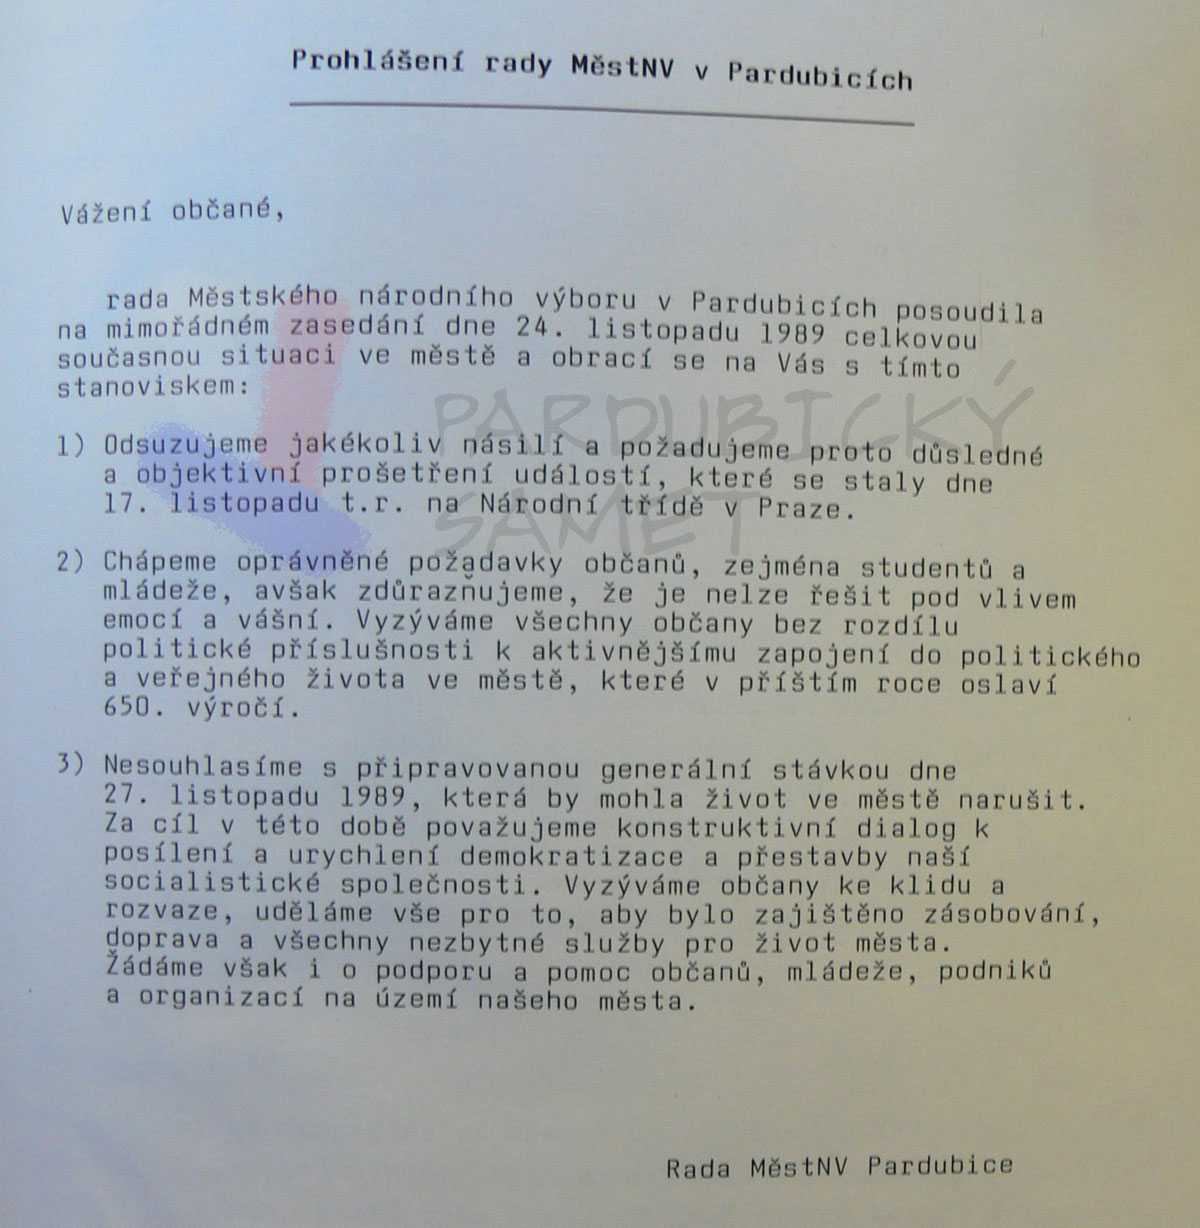 Prohlášení rady MěstNV v Pardubicích
Vážení občané,
rada Městského národního výboru v Pardubicích posoudila
na mimořádném zasedání dne 24. listopadu 1989 celkovou
současnou situaci ve městě a obrací se na Vás s tímto
stanoviskem:
1) Odsuzujeme jakékoliv násilí a požadujeme proto důsledné
a objektivní prošetření událostí, které se staly dne
17. listopadu t.r. na Národní třídě v Praze.
2) Chápeme oprávněné požadavky občanů, zejména studentů a
mládeže, avšak zdůrazňujeme, že je nelze řešit pod vlivem
emocí a vášní. Vyzýváme všechny občany bez rozdílu
politické příslušnosti k aktivnějšímu zapojení do politického
a veřejného života ve městě, které v příštím roce oslaví
650. výročí.
3) Nesouhlasíme s připravovanou generální stávkou dne
27. listopadu 1989, která by mohla život ve městě narušit.
Za cíl v této době považujeme konstruktivní dialog k
posílení a urychlení demokratizace a přestavby naší
socialistické společnosti. Vyzýváme občany ke klidu a
rozvaze, uděláme vše pro to, aby bylo zajištěno zásobování,
doprava a všechny nezbytné služby pro život města.
Žádáme však i o podporu a pomoc občanů, mládeže, podniků
a organizací na území našeho města.
Rada MěstNV Pardubice
PARDUBICKÝ
SAMET